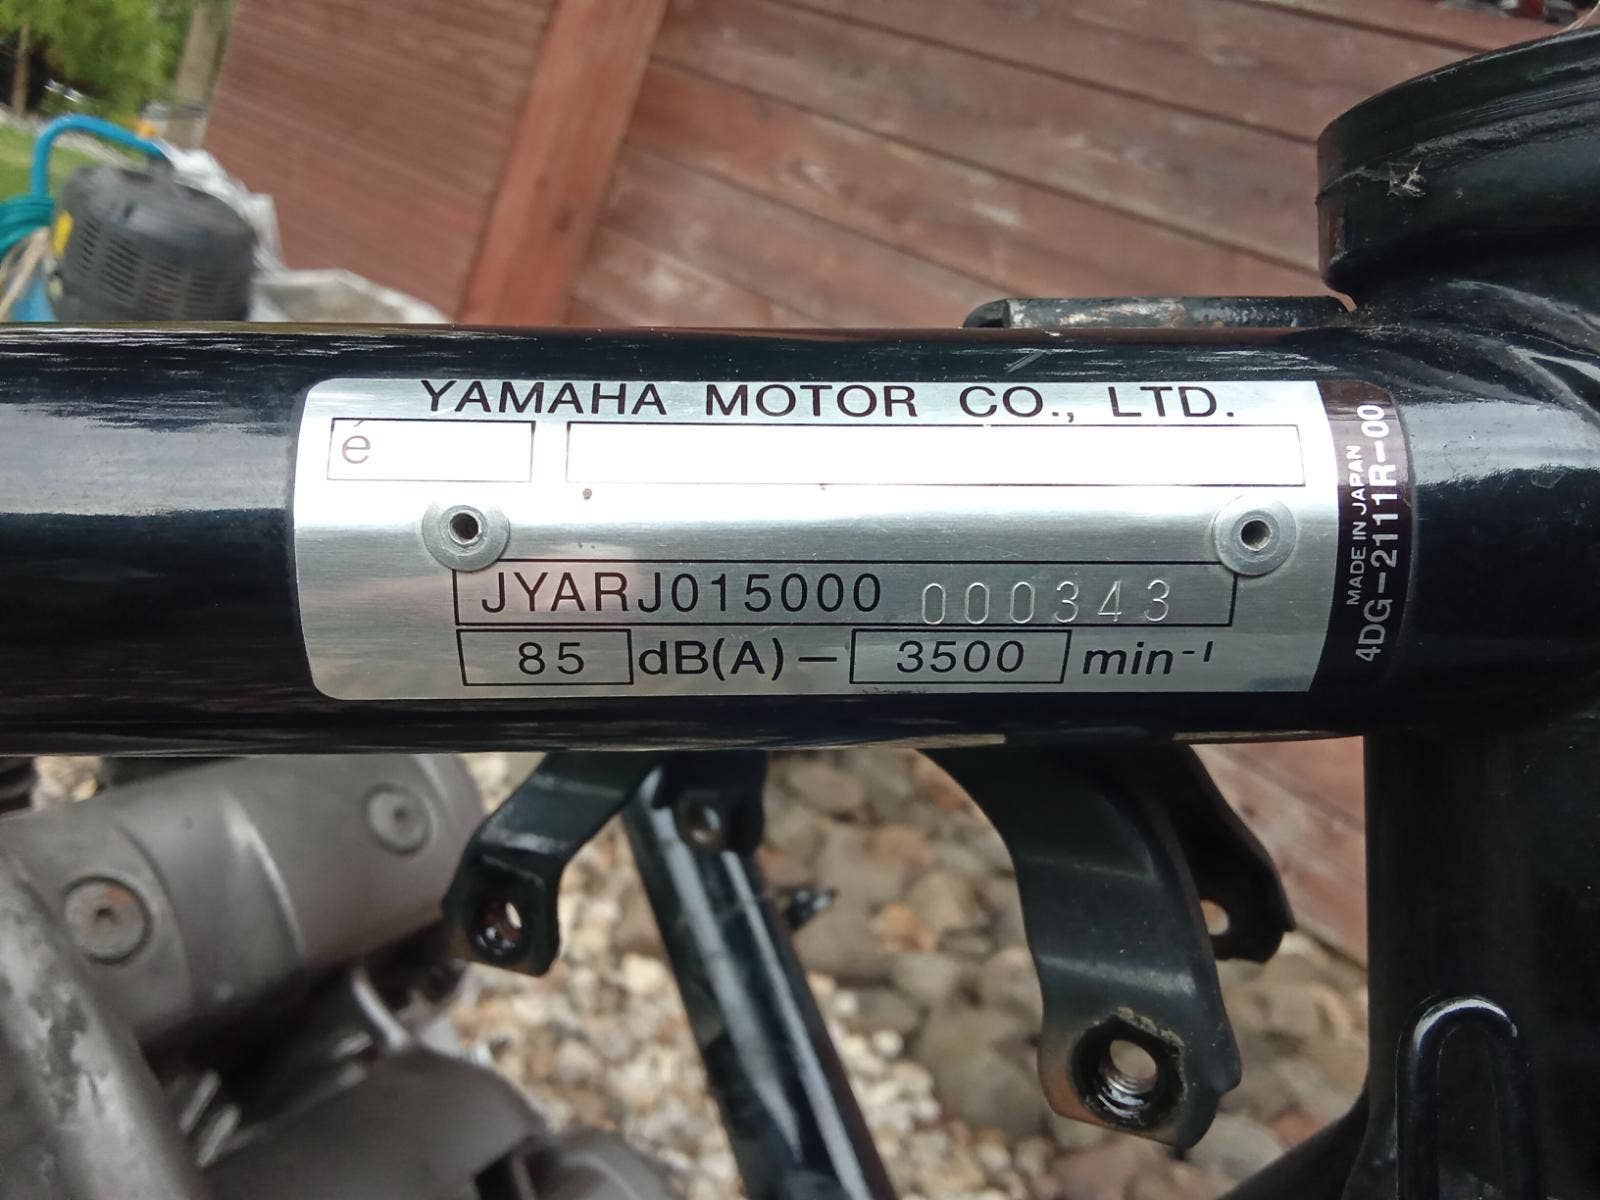 YAMAHA MOTOR CO., LTD.
é
JYARJ015000 000343
85 dB(A) – 3500 min⁻¹
MADE IN JAPAN
4DG-2111R-00